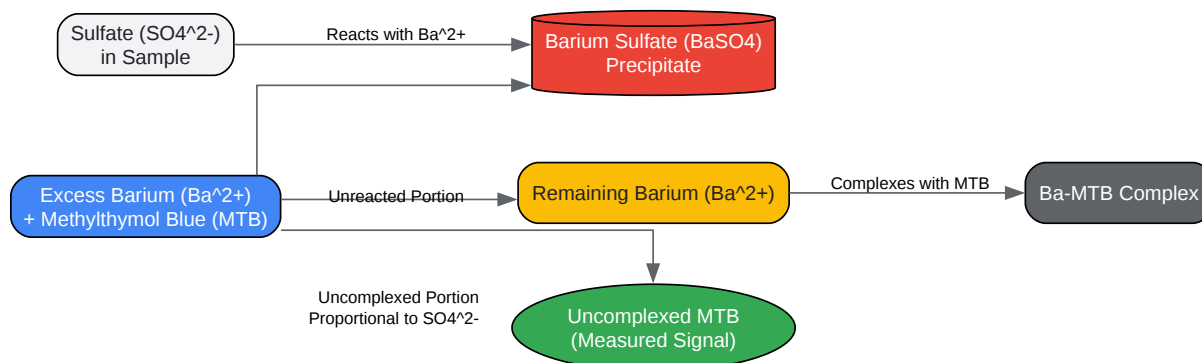 Sulfate (SO4^2-)
in Sample
Reacts with Ba^2+
Barium Sulfate (BaSO4)
Precipitate
Excess Barium (Ba^2+)
+ Methylthymol Blue (MTB)
Unreacted Portion
Remaining Barium (Ba^2+)
Complexes with MTB
Ba-MTB Complex
Uncomplexed Portion
Proportional to SO4^2-
Uncomplexed MTB
(Measured Signal)